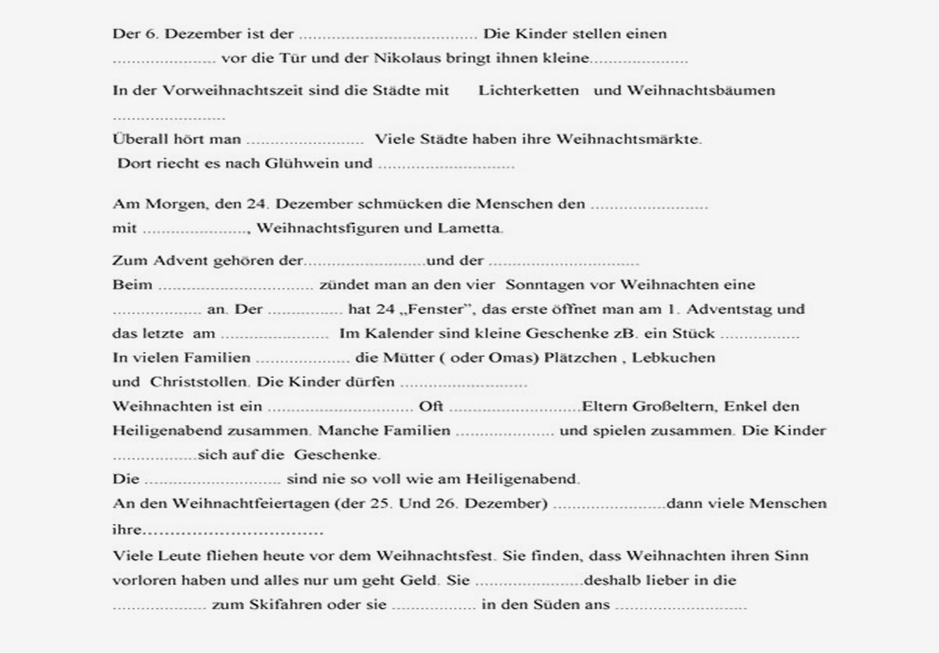 Der 6. Dezember ist der ........................................ Die Kinder stellen einen
....................... vor die Tür und der Nikolaus bringt ihnen kleine......................
In der Vorweihnachtszeit sind die Städte mit Lichterketten und Weihnachtsbäumen
.........................
Überall hört man .......................... Viele Städte haben ihre Weihnachtsmärkte.
Dort riecht es nach Glühwein und ...............................
Am Morgen, den 24. Dezember schmücken die Menschen den ..........................
mit ......................., Weihnachtsfiguren und Lametta.
Zum Advent gehören der...........................und der ..................................
Beim ................................... zündet man an den vier Sonntagen vor Weihnachten eine
.................... an. Der ................. hat 24 „Fenster”, das erste öffnet man am 1. Adventstag und
das letzte am ........................ Im Kalender sind kleine Geschenke zB. ein Stück ..................
In vielen Familien ..................... die Mütter ( oder Omas) Plätzchen , Lebkuchen
und Christstollen. Die Kinder dürfen ............................
Weihnachten ist ein ................................ Oft ..............................Eltern Großeltern, Enkel den
Heiligenabend zusammen. Manche Familien ...................... und spielen zusammen. Die Kinder
...................sich auf die Geschenke.
Die .............................. sind nie so voll wie am Heiligenabend.
An den Weihnachtfeiertagen (der 25. Und 26. Dezember) .........................dann viele Menschen
ihre.................................
Viele Leute fliehen heute vor dem Weihnachtsfest. Sie finden, dass Weihnachten ihren Sinn
vorloren haben und alles nur um geht Geld. Sie ........................deshalb lieber in die
..................... zum Skifahren oder sie ................... in den Süden ans .............................